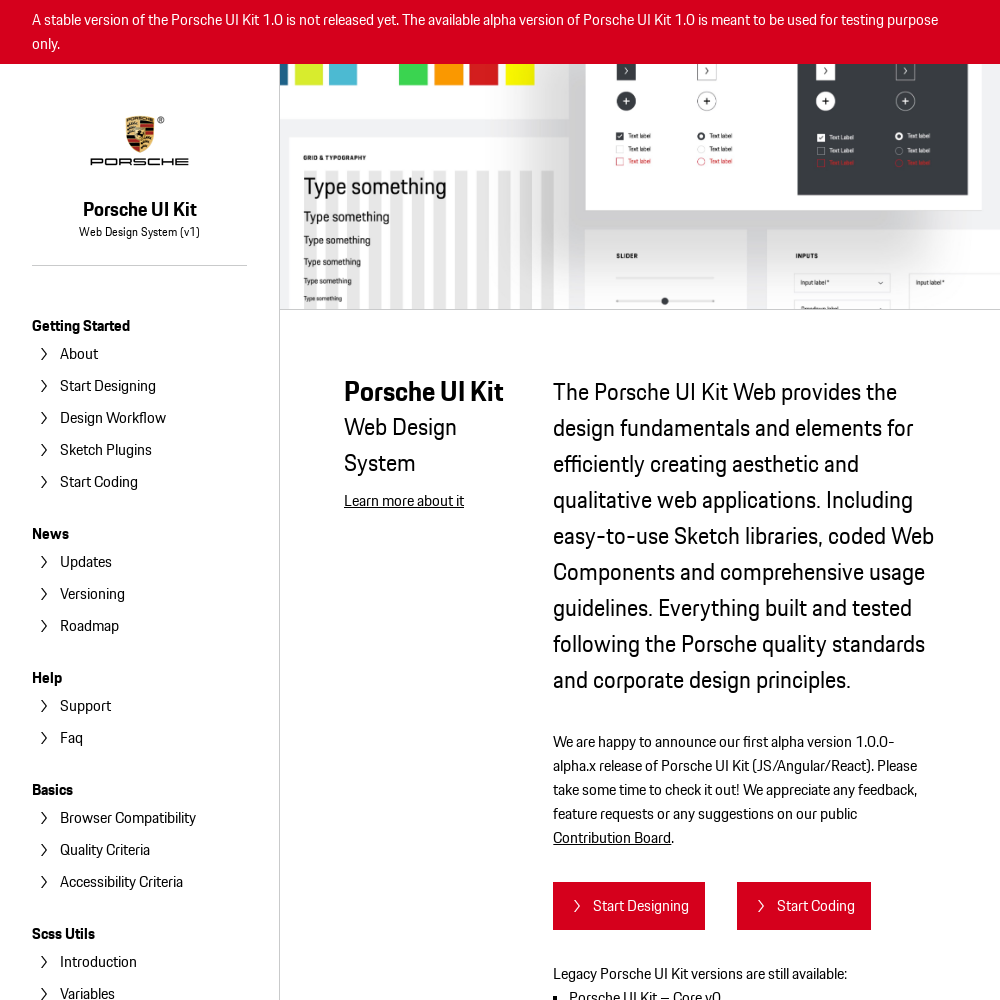 A stable version of the Porsche UI Kit 1.0 is not released yet. The available alpha version of Porsche UI Kit 1.0 is meant to be used for testing purpose
only.
PORSCHE
®
PORSCHE
Porsche UI Kit
Web Design System (v1)
Getting Started
About
Start Designing
Design Workflow
Sketch Plugins
Start Coding
News
Updates
Versioning
Roadmap
Help
Support
Faq
Basics
Browser Compatibility
Quality Criteria
Accessibility Criteria
Scss Utils
Introduction
Variables
GRID & TYPOGRAPHY
Type something
Type something
Type something
Type something
Type something
Type something
Text label
Text label
Text label
Text label
Text label
Text label
Text Label
Text Label
Text Label
Text label
Text label
Text label
SLIDER
INPUTS
Input label*
Input label*
Dropdown label
Porsche UI Kit
Web Design
System
Learn more about it
The Porsche UI Kit Web provides the
design fundamentals and elements for
efficiently creating aesthetic and
qualitative web applications. Including
easy-to-use Sketch libraries, coded Web
Components and comprehensive usage
guidelines. Everything built and tested
following the Porsche quality standards
and corporate design principles.
We are happy to announce our first alpha version 1.0.0-
alpha.x release of Porsche UI Kit (JS/Angular/React). Please
take some time to check it out! We appreciate any feedback,
feature requests or any suggestions on our public
Contribution Board.
Start Designing
Start Coding
Legacy Porsche UI Kit versions are still available:
Porsche UI Kit – Core v0